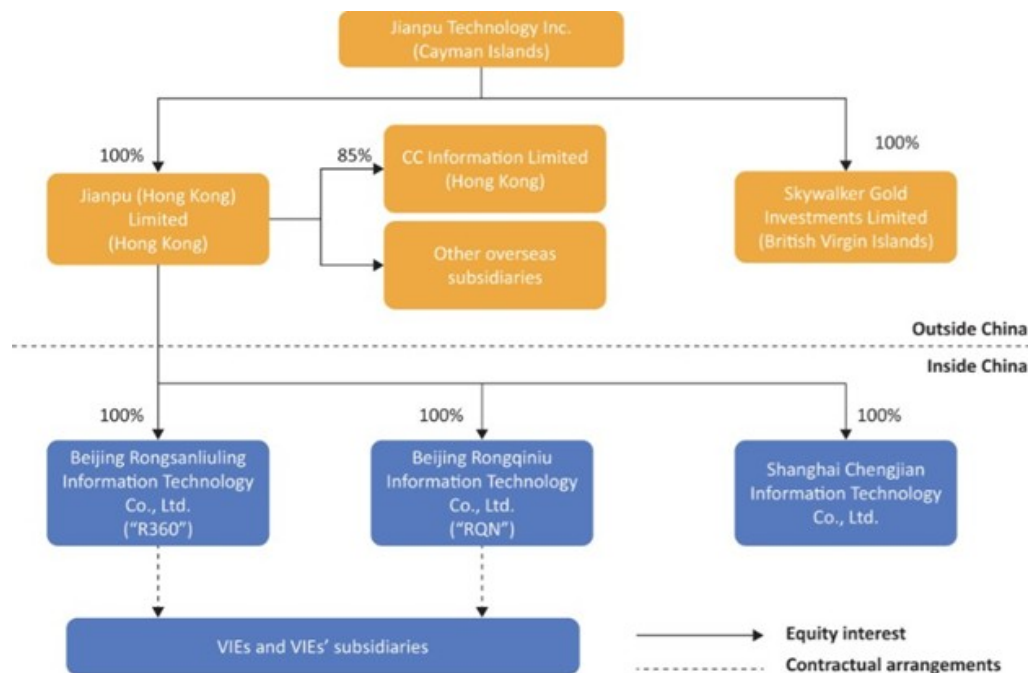 Jianpu Technology Inc.
(Cayman Islands)
100%
85%
100%
CC Information Limited
(Hong Kong)
Jianpu (Hong Kong)
Limited
(Hong Kong)
Skywalker Gold
Investments Limited
(British Virgin Islands)
Other overseas
subsidiaries
Outside China
Inside China
100%
100%
100%
Beijing Rongsanliuling
Information Technology
Co., Ltd.
(“R360”)
Beijing Rongqiniu
Information Technology
Co., Ltd.
(“RQN”)
Shanghai Chengjian
Information Technology
Co., Ltd.
VIEs and VIEs’ subsidiaries
Equity interest
Contractual arrangements